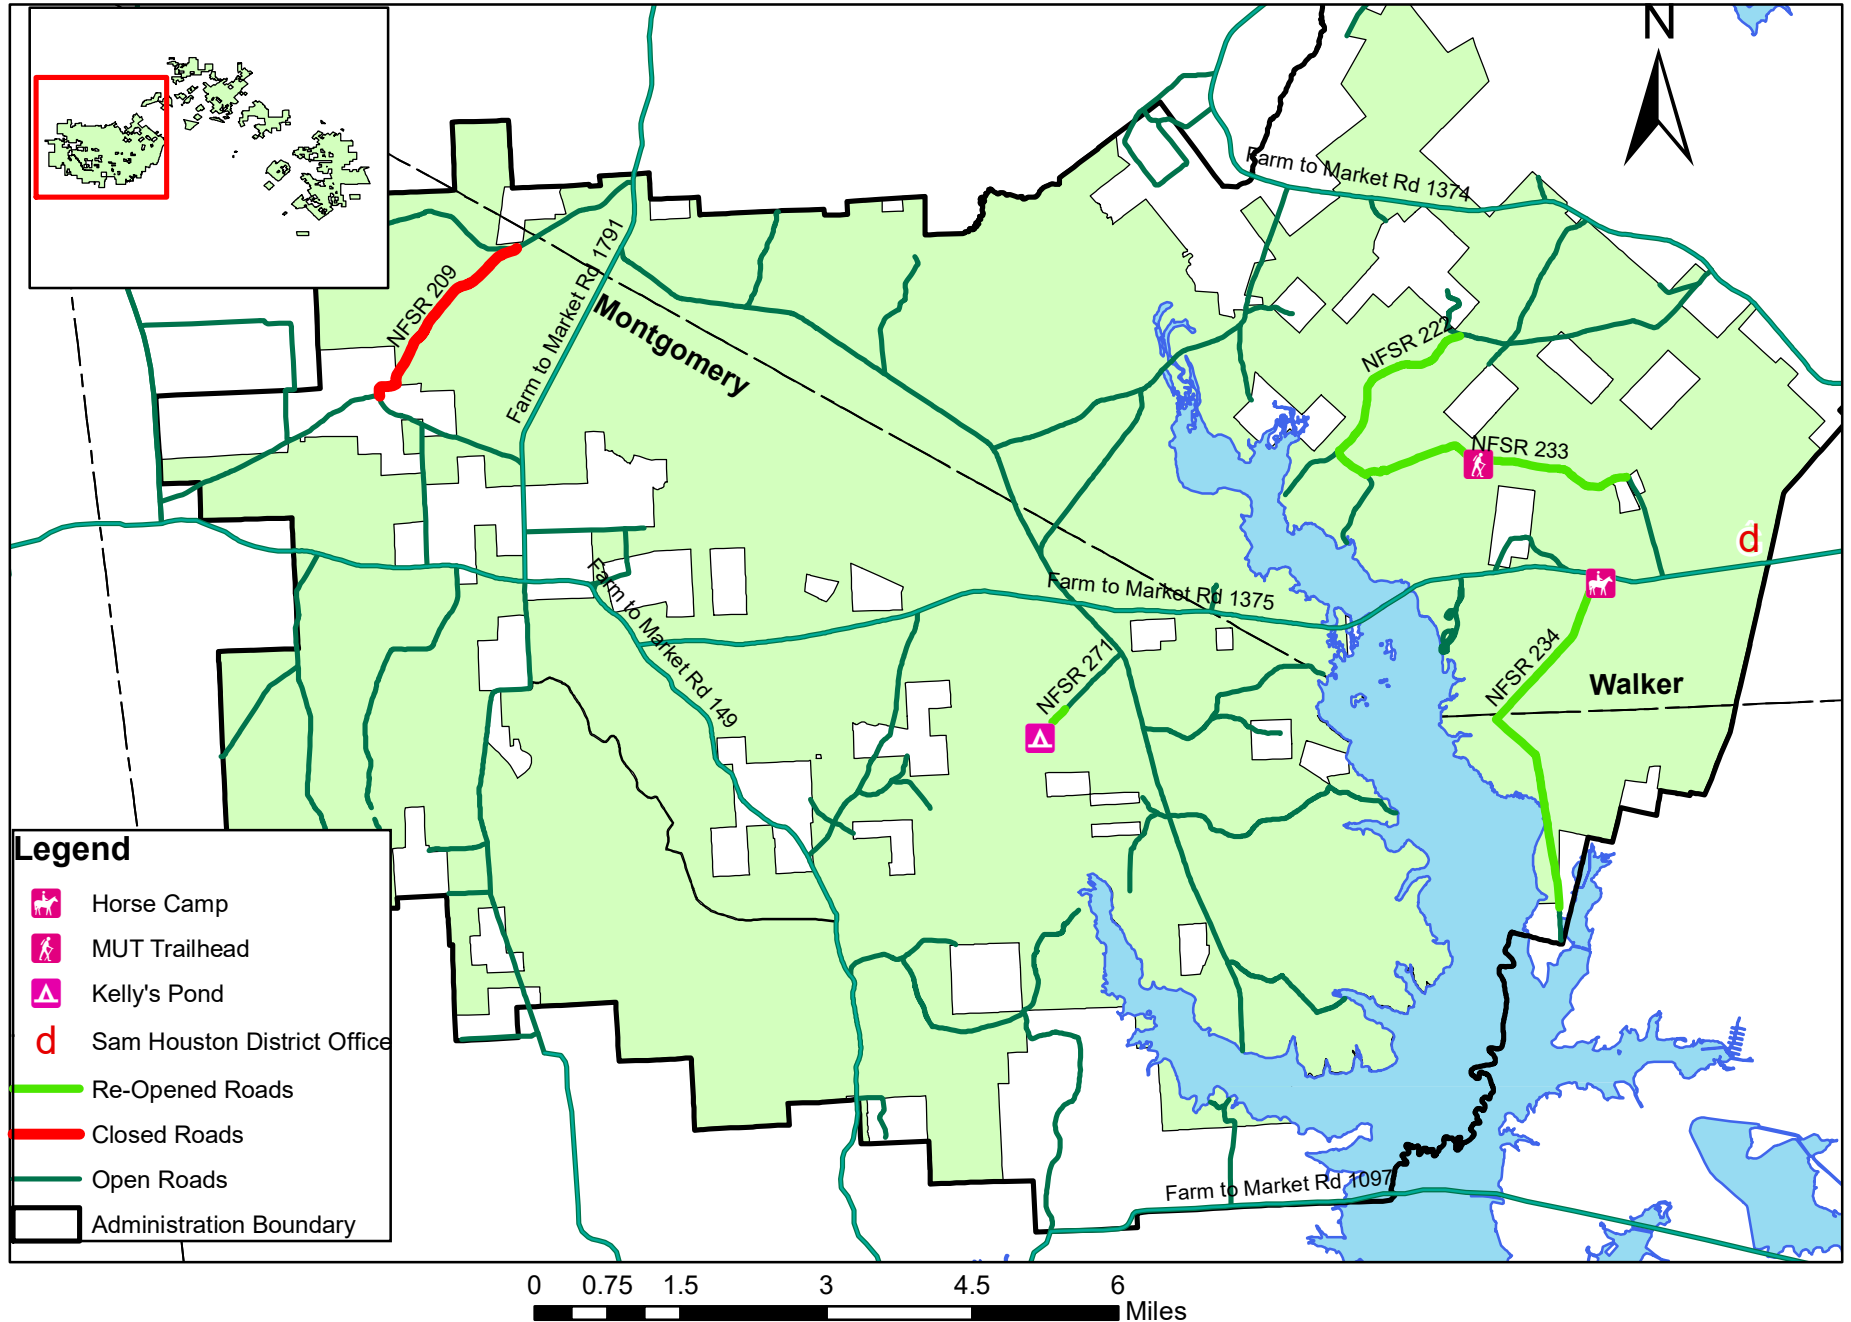 N
Farm to Market Rd 1374
Farm to Market Rd 1791
NFSR 209
Montgomery
NFSR 222
NFSR 233
d
Farm to Market Rd 1375
Farm to Market Rd 149
NFSR 271
NFSR 234
Walker
Farm to Market Rd 1097
Legend
Horse Camp
MUT Trailhead
Kelly's Pond
d Sam Houston District Office
Re-Opened Roads
Closed Roads
Open Roads
Administration Boundary
0 0.75 1.5 3 4.5 6
Miles